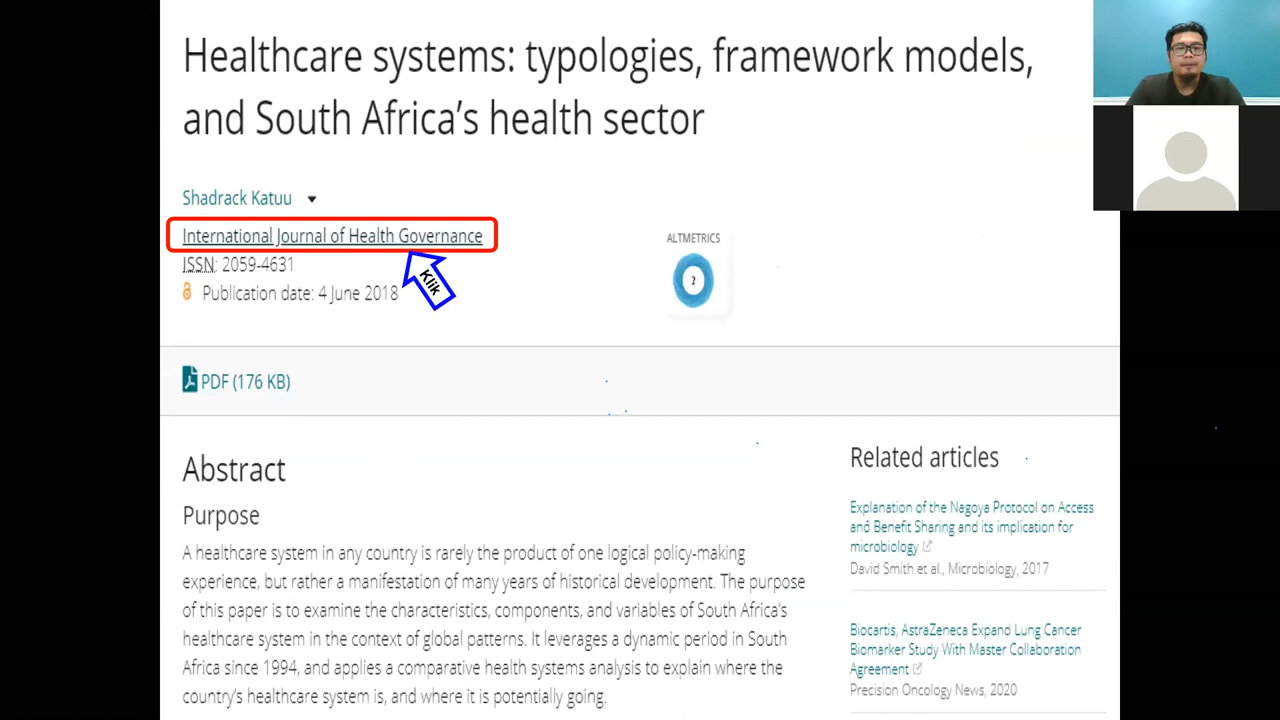 Healthcare systems: typologies, framework models,
and South Africa's health sector
Shadrack Katuu
International Journal of Health Governance
ISSN: 2059-4631
Publication date: 4 June 2018
Klik
ALTMETRICS
2
PDF (176 KB)
Abstract
Purpose
A healthcare system in any country is rarely the product of one logical policy-making
experience, but rather a manifestation of many years of historical development. The purpose
of this paper is to examine the characteristics, components, and variables of South Africa's
healthcare system in the context of global patterns. It leverages a dynamic period in South
Africa since 1994, and applies a comparative health systems analysis to explain where the
country's healthcare system is, and where it is potentially going.
Related articles
Explanation of the Nagoya Protocol on Access
and Benefit Sharing and its implication for
microbiology
David Smith et al., Microbiology, 2017
Biocartis, AstraZeneca Expand Lung Cancer
Biomarker Study With Master Collaboration
Agreement
Precision Oncology News, 2020